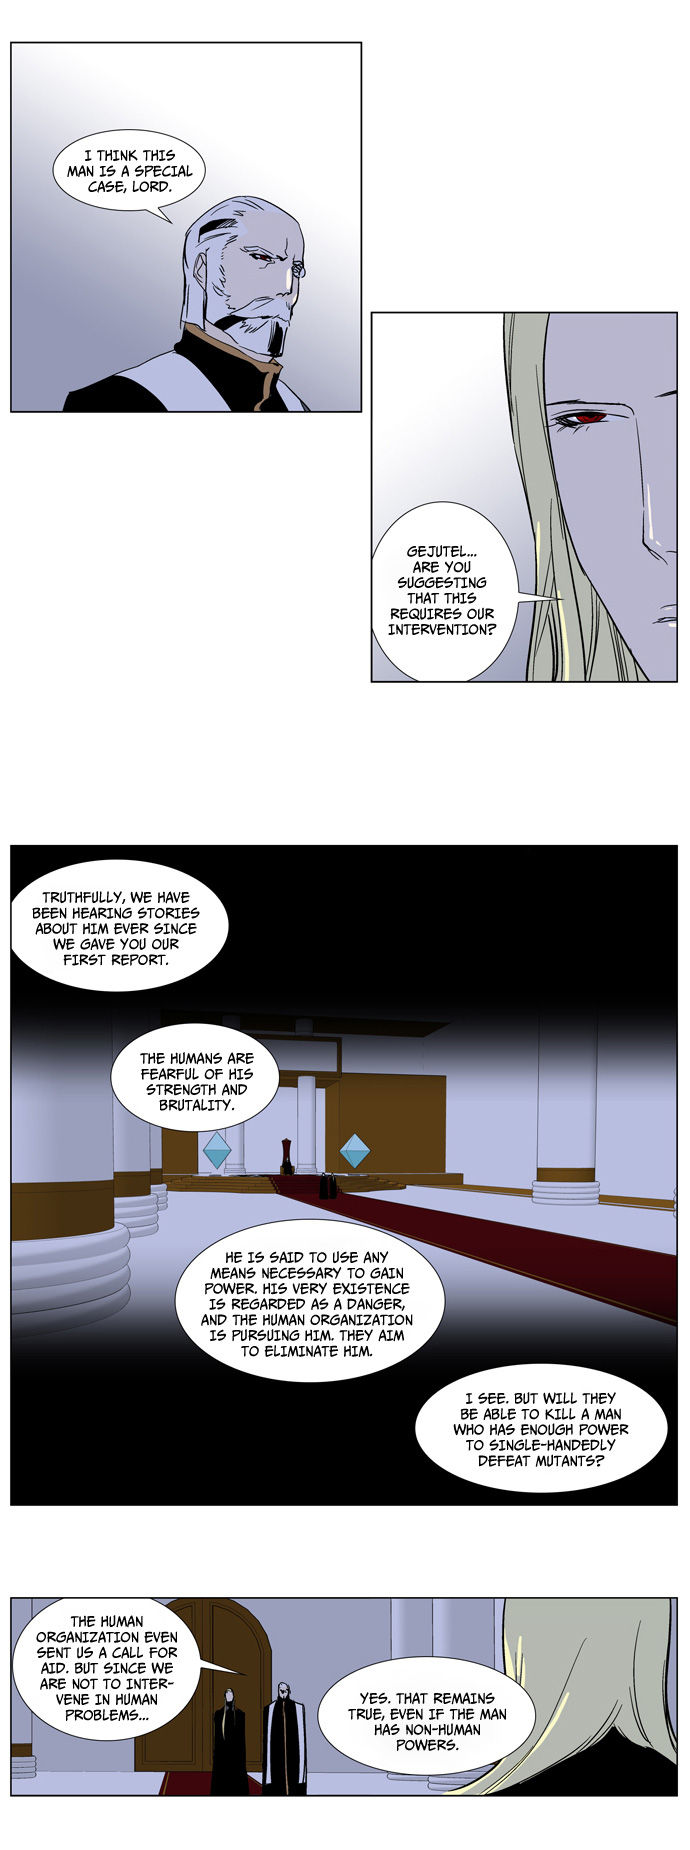 I THINK THIS
MAN IS A SPECIAL
CASE, LORD.
GEJUTEL...
ARE YOU
SUGGESTING
THAT THIS
REQUIRES OUR
INTERVENTION?
TRUTHFULLY, WE HAVE
BEEN HEARING STORIES
ABOUT HIM EVER SINCE
WE GAVE YOU OUR
FIRST REPORT.
THE HUMANS ARE
FEARFUL OF HIS
STRENGTH AND
BRUTALITY.
HE IS SAID TO USE ANY
MEANS NECESSARY TO GAIN
POWER. HIS VERY EXISTENCE
IS REGARDED AS A DANGER,
AND THE HUMAN ORGANIZATION
IS PURSUING HIM. THEY AIM
TO ELIMINATE HIM.
I SEE. BUT WILL THEY
BE ABLE TO KILL A MAN
WHO HAS ENOUGH POWER
TO SINGLE-HANDEDLY
DEFEAT MUTANTS?
THE HUMAN
ORGANIZATION EVEN
SENT US A CALL FOR
AID. BUT SINCE WE
ARE NOT TO INTER-
VENE IN HUMAN
PROBLEMS...
YES. THAT REMAINS
TRUE, EVEN IF THE MAN
HAS NON-HUMAN
POWERS.